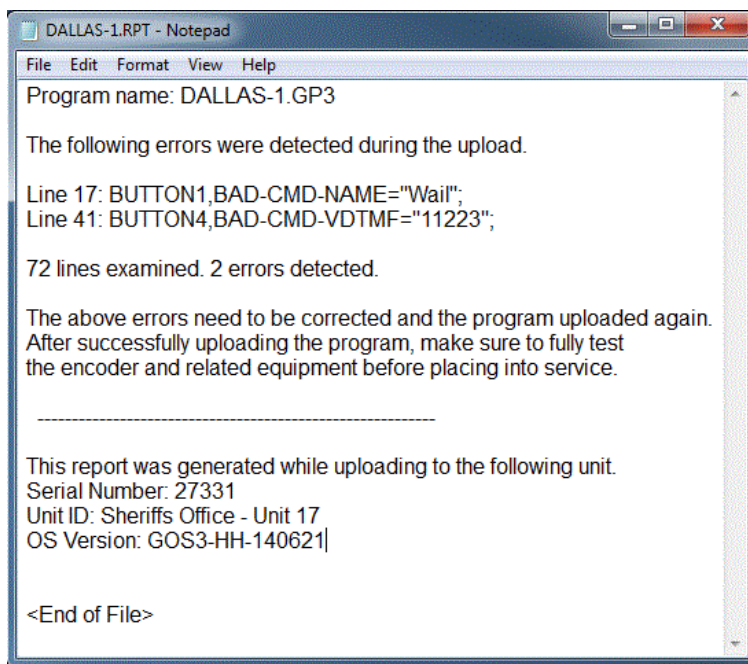 DALLAS-1.RPT - Notepad
File Edit Format View Help
Program name: DALLAS-1.GP3
The following errors were detected during the upload.
Line 17: BUTTON1,BAD-CMD-NAME="Wail";
Line 41: BUTTON4,BAD-CMD-VDTMF="11223";
72 lines examined. 2 errors detected.
The above errors need to be corrected and the program uploaded again.
After successfully uploading the program, make sure to fully test
the encoder and related equipment before placing into service.
----------------------------------------------------------
This report was generated while uploading to the following unit.
Serial Number: 27331
Unit ID: Sheriffs Office - Unit 17
OS Version: GOS3-HH-140621
<End of File>